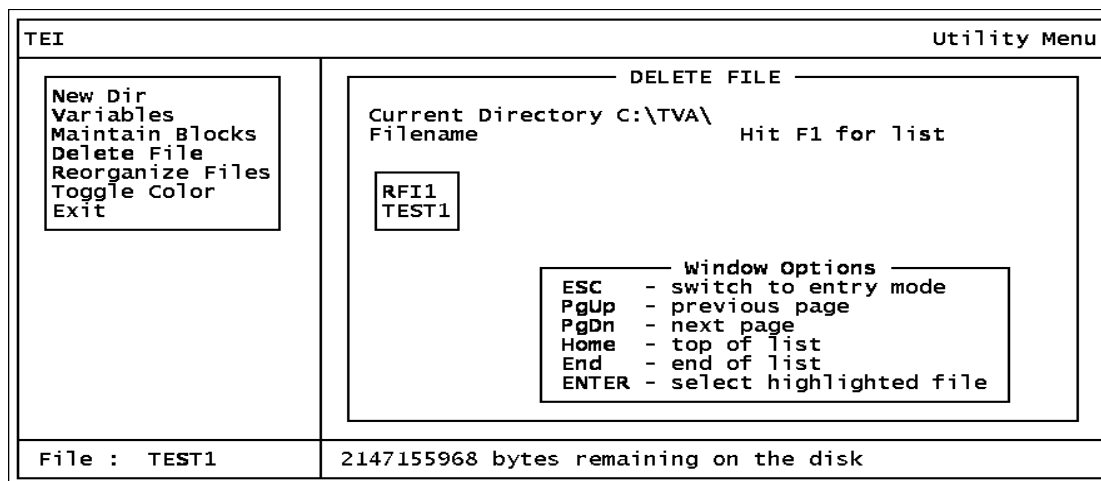 TEI Utility Menu
New Dir
Variables
Maintain Blocks
Delete File
Reorganize Files
Toggle Color
Exit
DELETE FILE
Current Directory C:\TVA\
Filename Hit F1 for list
RFI1
TEST1
Window Options
ESC - switch to entry mode
PgUp - previous page
PgDn - next page
Home - top of list
End - end of list
ENTER - select highlighted file
File : TEST1
2147155968 bytes remaining on the disk